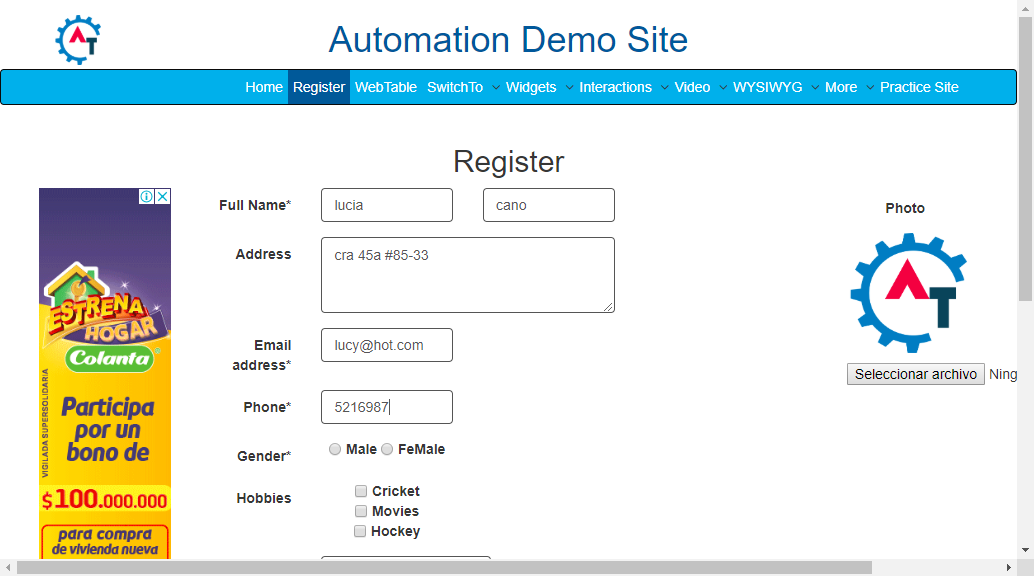 Automation Demo Site
Home Register WebTable SwitchTo Widgets Interactions Video WYSIWYG More Practice Site
Register
Full Name* lucia cano
Address cra 45a #85-33
Email address* lucy@hot.com
Phone* 5216987
Gender* Male FeMale
Hobbies Cricket
Movies
Hockey
Photo
AT
Seleccionar archivo Ning
ESTRENA
HOGAR
Colanta
VIGILADA SUPERSOLIDARIA
Participa
por un
bono de
$100.000.000
para compra
de vivienda nueva